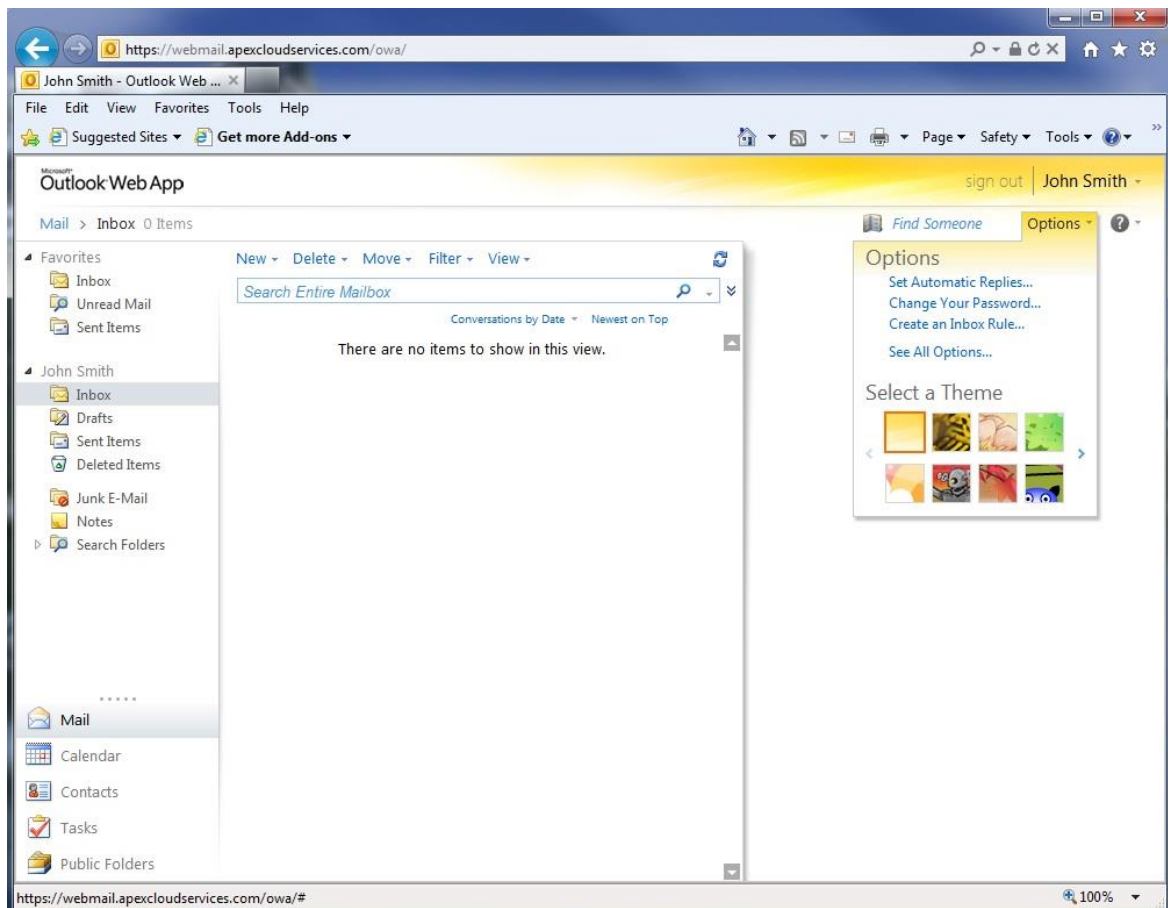 https://webmail.apexcloudservices.com/owa/
John Smith - Outlook Web ...
File Edit View Favorites Tools Help
Suggested Sites Get more Add-ons
Page Safety Tools »
Microsoft
Outlook Web App
sign out John Smith
Mail > Inbox 0 Items
Find Someone
Options
Favorites
Inbox
Unread Mail
Sent Items
John Smith
Inbox
Drafts
Sent Items
Deleted Items
Junk E-Mail
Notes
Search Folders
Mail
Calendar
Contacts
Tasks
Public Folders
New Delete Move Filter View
Search Entire Mailbox
Conversations by Date Newest on Top
There are no items to show in this view.
Options
Set Automatic Replies...
Change Your Password...
Create an Inbox Rule...
See All Options...
Select a Theme
https://webmail.apexcloudservices.com/owa/#
100%